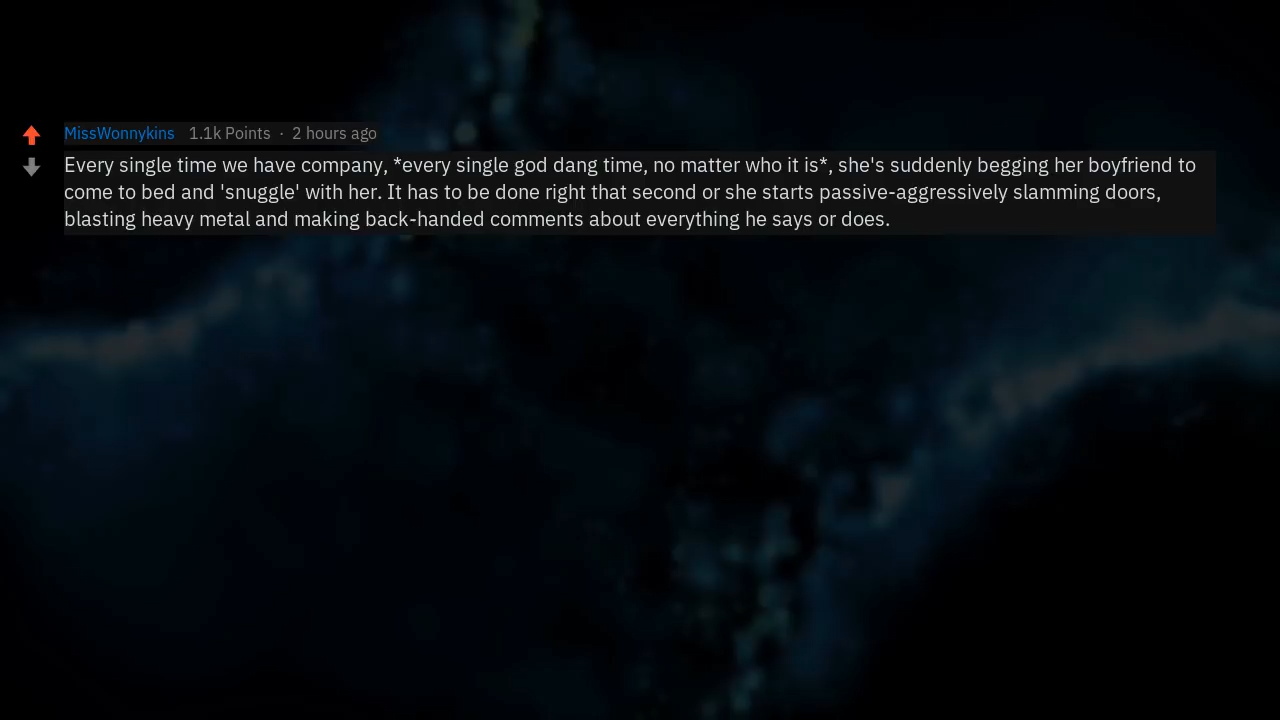 MissWonnykins 1.1k Points · 2 hours ago
Every single time we have company, *every single god dang time, no matter who it is*, she's suddenly begging her boyfriend to
come to bed and 'snuggle' with her. It has to be done right that second or she starts passive-aggressively slamming doors,
blasting heavy metal and making back-handed comments about everything he says or does.